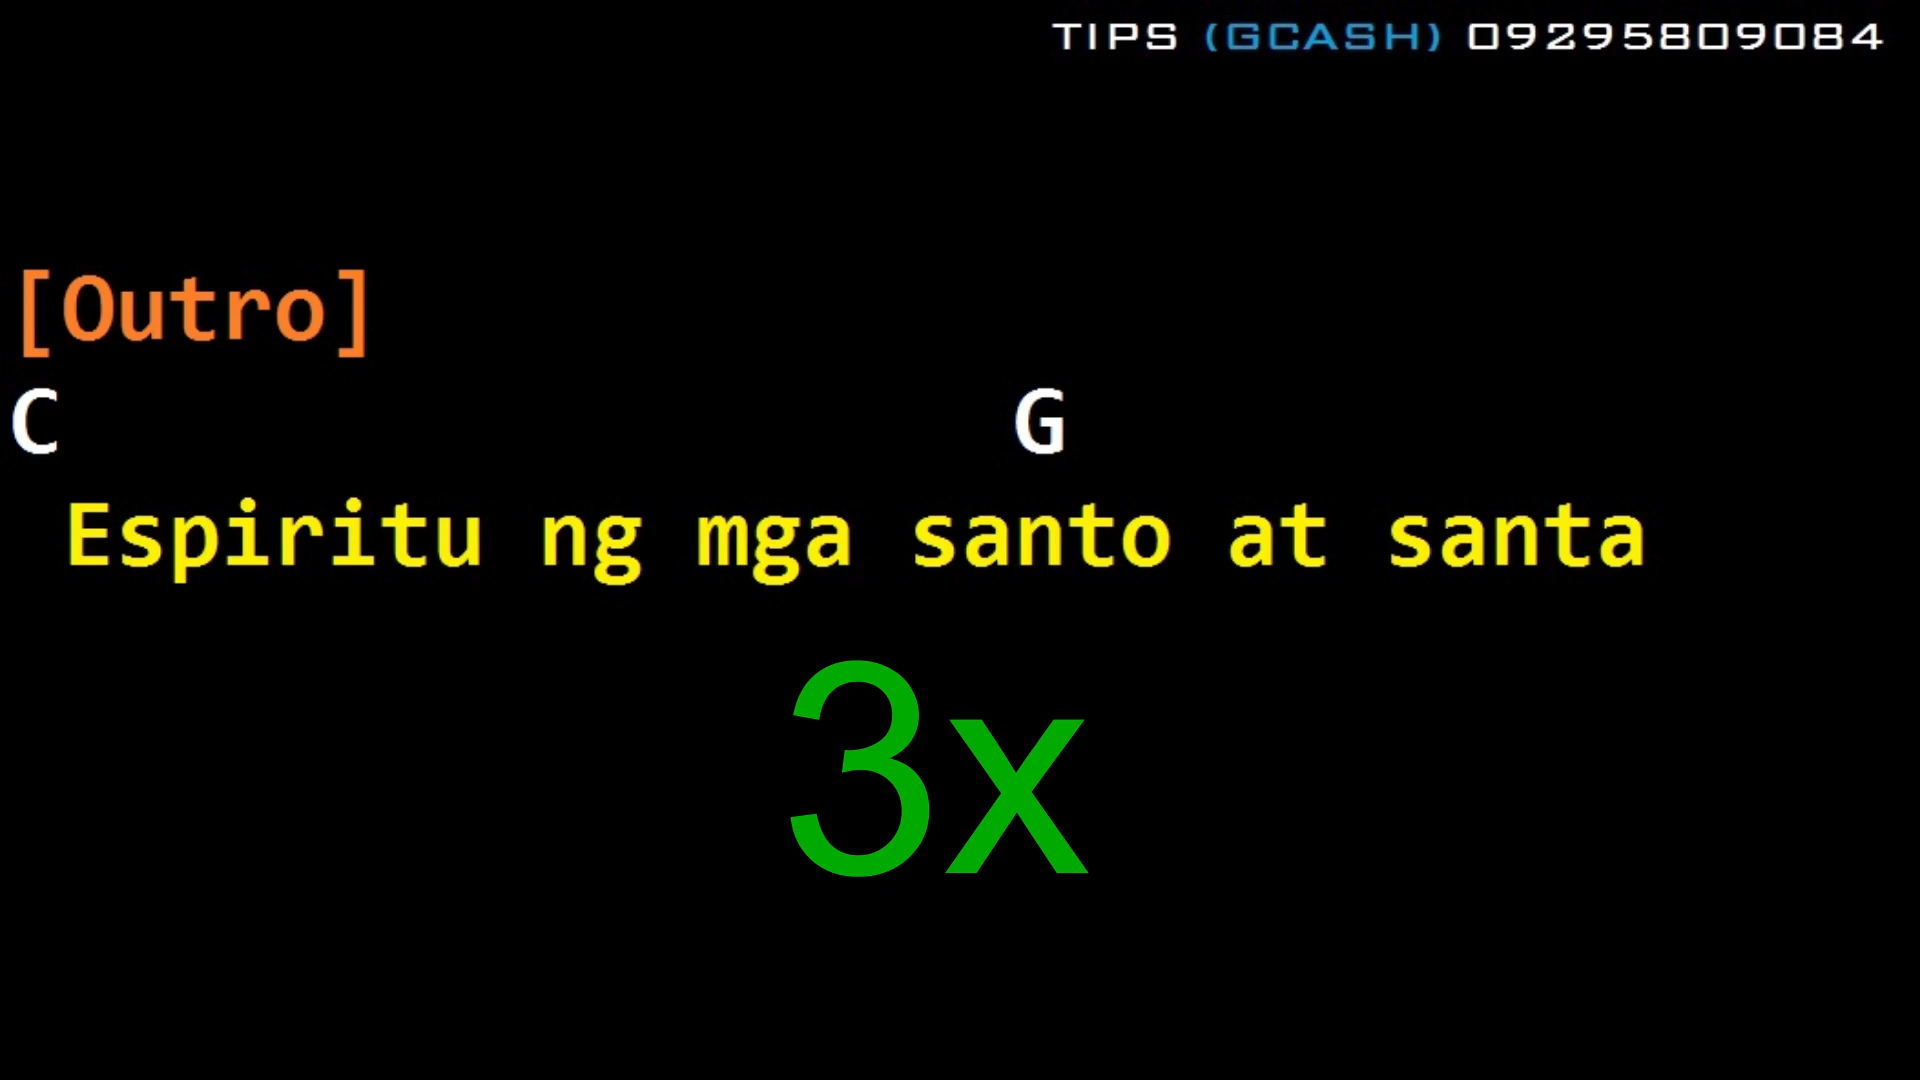 TIPS (GCASH) 09295809084
[Outro]
C G
Espiritu ng mga santo at santa
3x